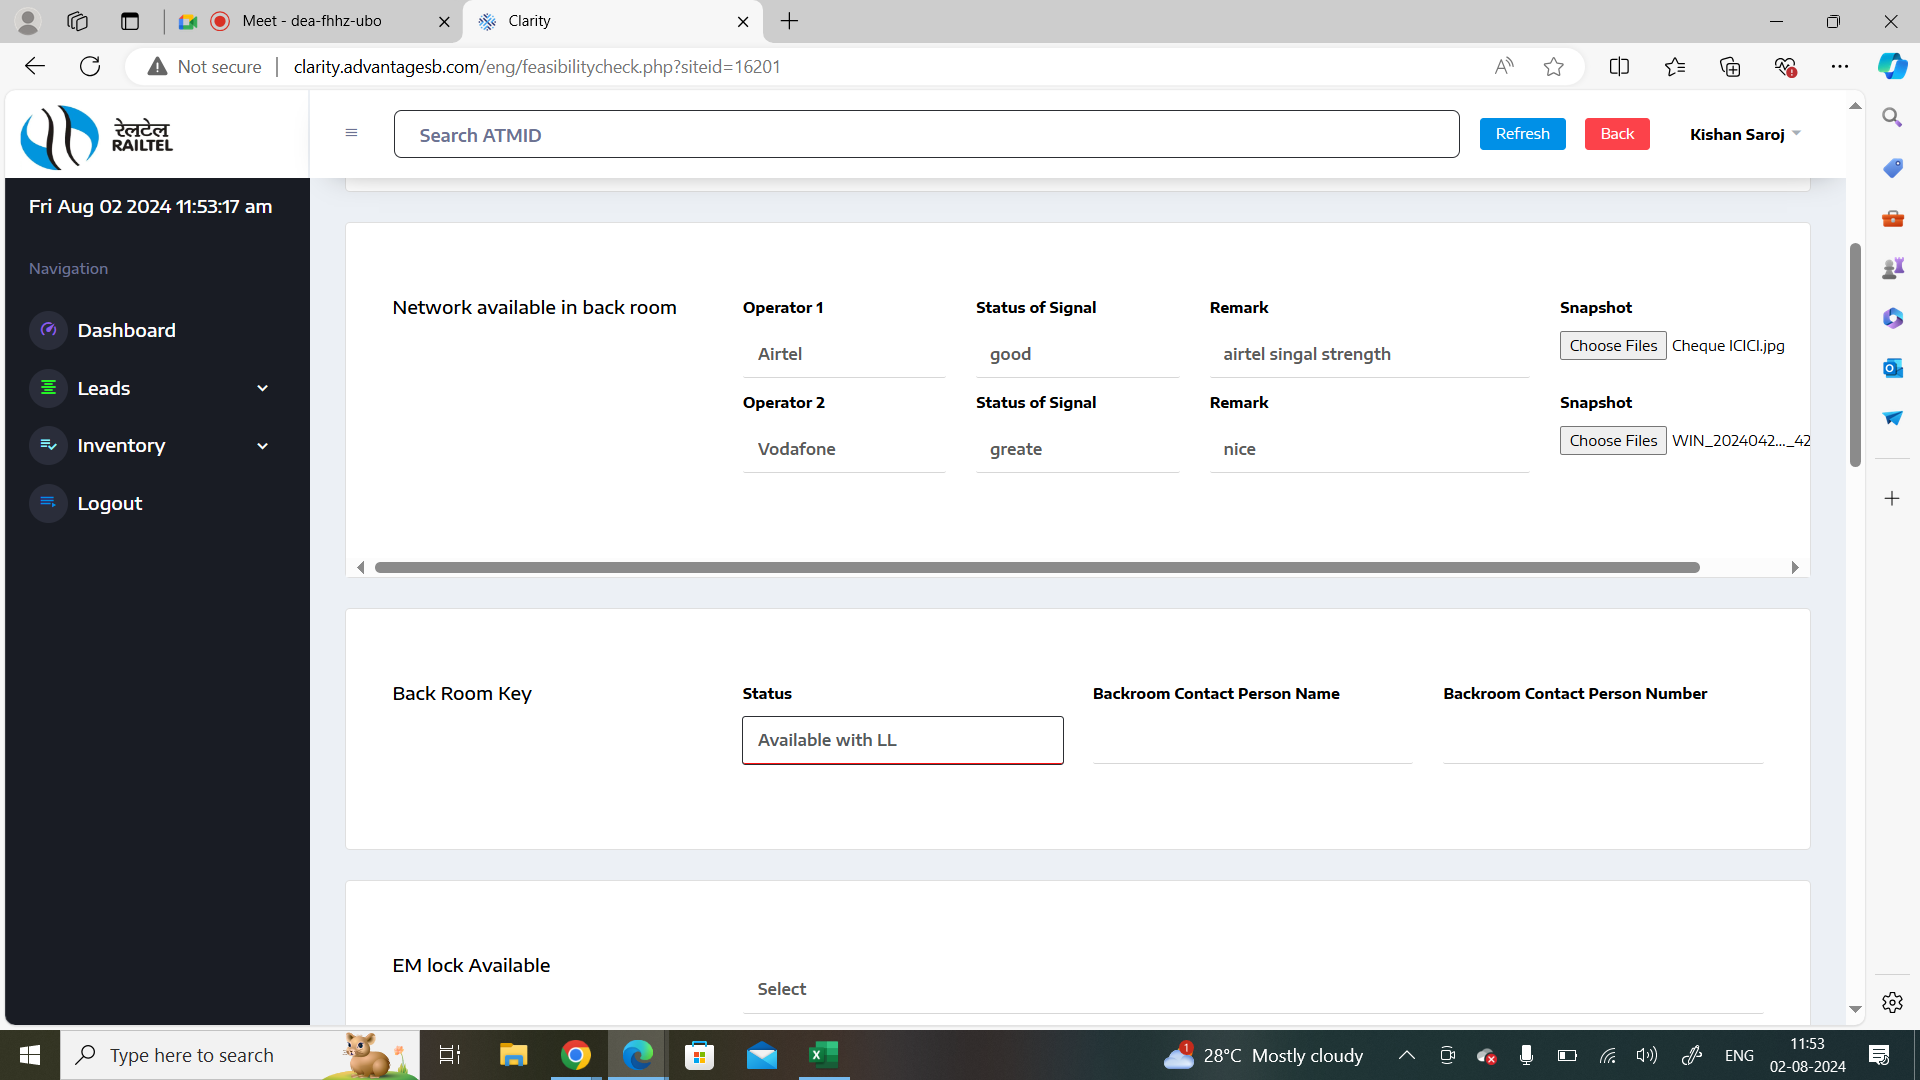 Meet - dea-fhhz-ubo
Clarity
Not secure
clarity.advantagesb.com/eng/feasibilitycheck.php?siteid=16201
रेलटेल
RAILTEL
Search ATMID
Refresh
Back
Kishan Saroj
Fri Aug 02 2024 11:53:17 am
Navigation
Dashboard
Leads
Inventory
Logout
Network available in back room
Operator 1
Status of Signal
Remark
Snapshot
Airtel
good
airtel singal strength
Choose Files
Cheque ICICI.jpg
Operator 2
Status of Signal
Remark
Snapshot
Vodafone
greate
nice
Choose Files
WIN_2024042..._42
Back Room Key
Status
Backroom Contact Person Name
Backroom Contact Person Number
Available with LL
EM lock Available
Select
Type here to search
1
28°C Mostly cloudy
ENG
11:53
02-08-2024